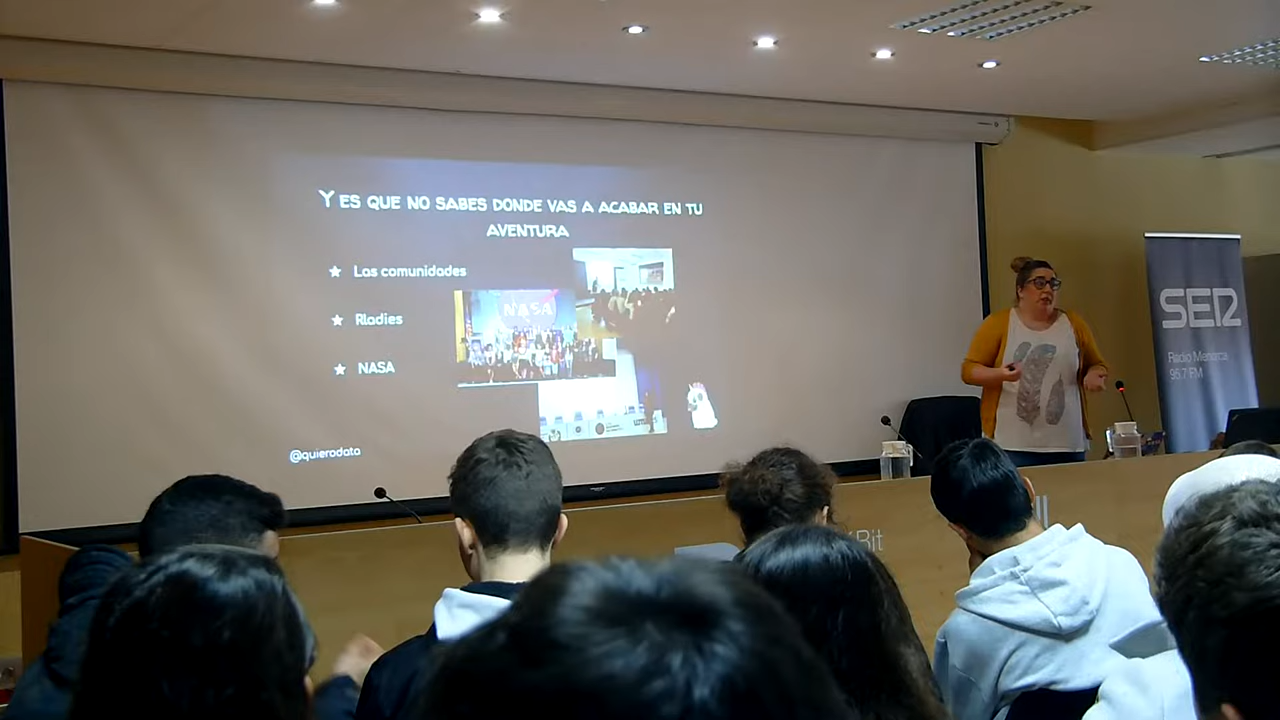 Y ES QUE NO SABES DONDE VAS A ACABAR EN TU
AVENTURA
Las comunidades
Rladies
NASA
NASA
@quierodata
SER
Radio Menorca
95.7 FM
Bit